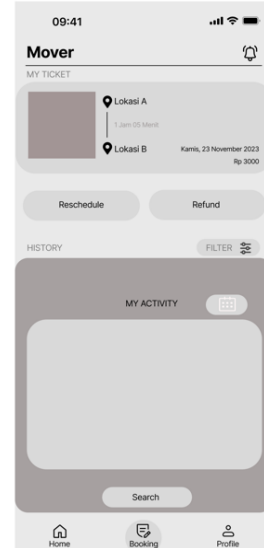 09:41
Mover
MY TICKET
Lokasi A
1 Jam 05 Menit
Lokasi B
Kamis, 23 November 2023
Rp 3000
Reschedule
Refund
HISTORY
FILTER
MY ACTIVITY
Search
Home
Booking
Profile